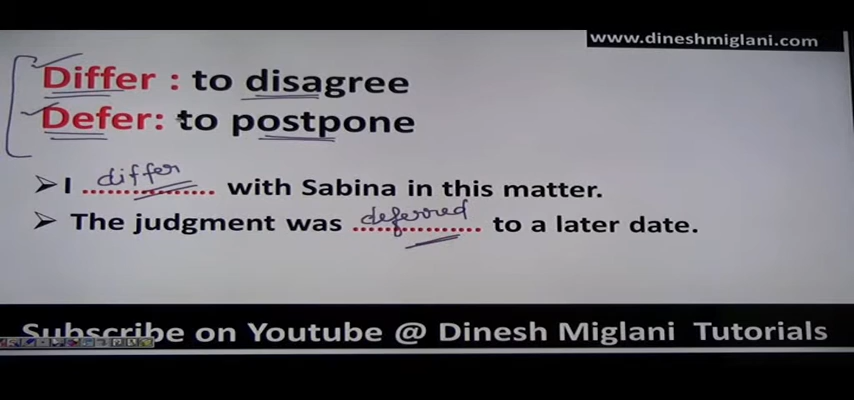 www.dineshmiglani.com
Differ : to disagree
Defer: to postpone
➤ I differ with Sabina in this matter.
➤ The judgment was deferred to a later date.
Subscribe on Youtube @ Dinesh Miglani Tutorials